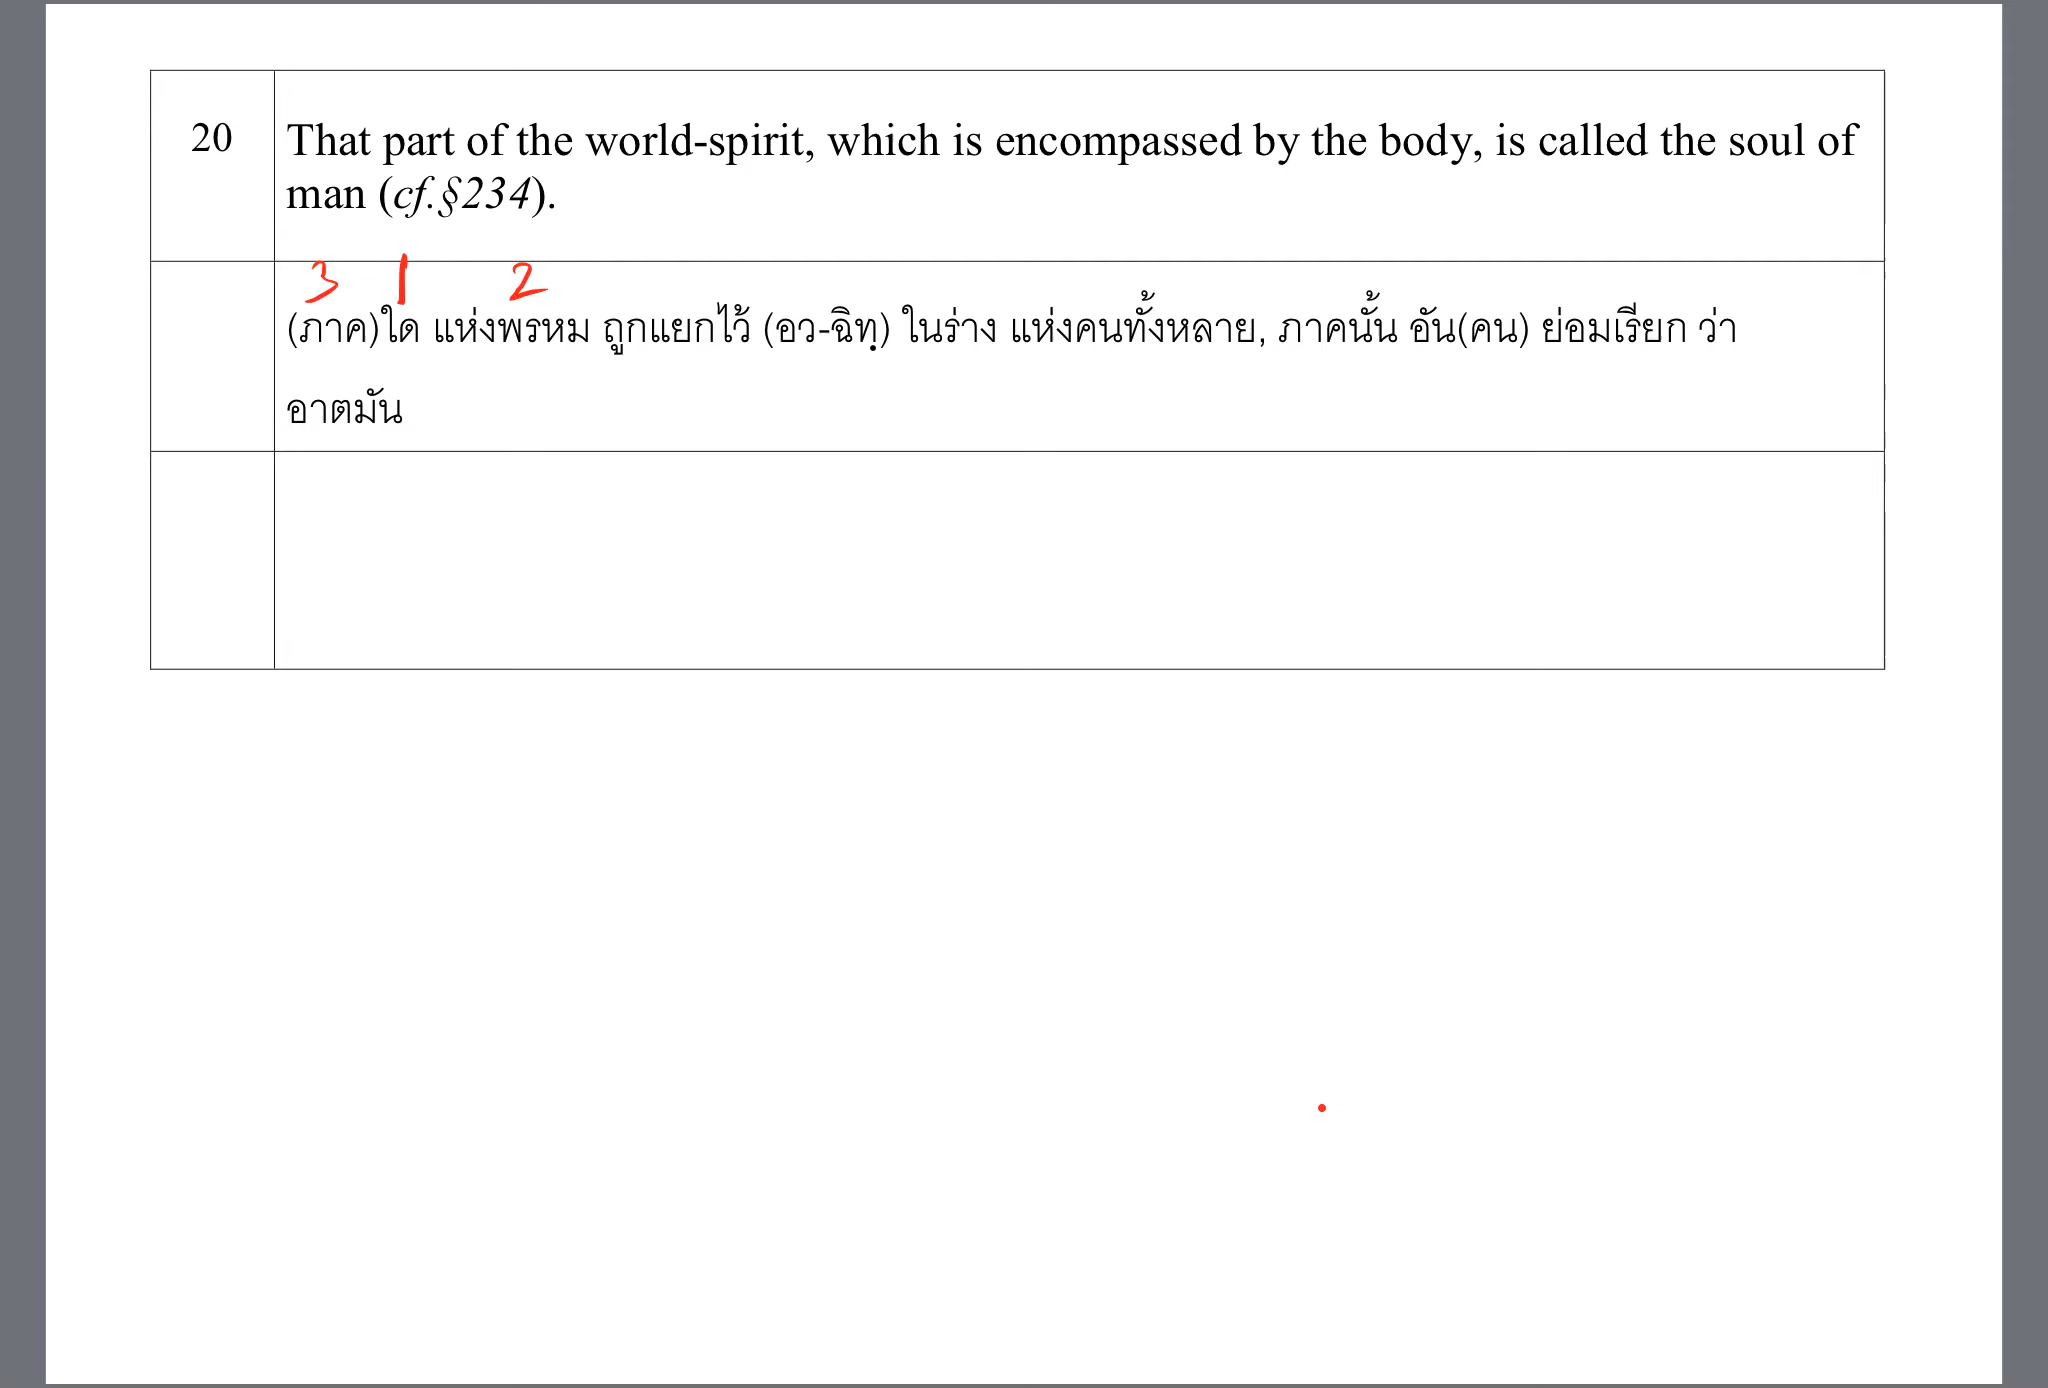 20
That part of the world-spirit, which is encompassed by the body, is called the soul of
man (cf.§234).
3 1 2
(ภาค)ใด แห่งพรหม ถูกแยกไว้ (อว-ฉิทฺ) ในร่าง แห่งคนทั้งหลาย, ภาคนั้น อัน(คน) ย่อมเรียก ว่า
อาตมัน